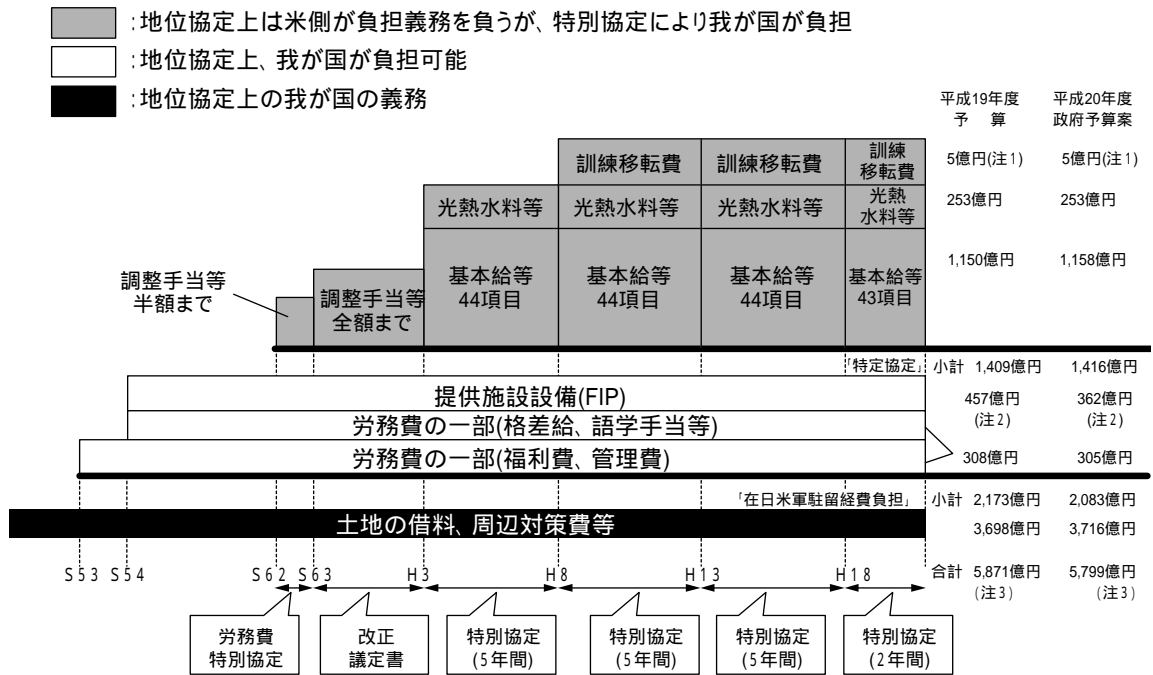 :地位協定上は米側が負担義務を負うが、特別協定により我が国が負担
:地位協定上、我が国が負担可能
:地位協定上の我が国の義務
平成19年度 平成20年度
予 算 政府予算案
訓練移転費 訓練移転費 訓練
移転費 5億円(注1) 5億円(注1)
光熱水料等 光熱水料等 光熱水料等 光熱
水料等 253億円 253億円
1,150億円 1,158億円
基本給等 基本給等 基本給等 基本給等
44項目 44項目 44項目 43項目
調整手当等
半額まで
調整手当等
全額まで
「特定協定」 小計 1,409億円 1,416億円
提供施設設備(FIP) 457億円 362億円
(注2) (注2)
労務費の一部(格差給、語学手当等)
労務費の一部(福利費、管理費) 308億円 305億円
「在日米軍駐留経費負担」 小計 2,173億円 2,083億円
土地の借料、周辺対策費等 3,698億円 3,716億円
S53 S54 S62 S63 H3 H8 H13 H18 合計 5,871億円 5,799億円
(注3) (注3)
労務費
特別協定
改正
議定書
特別協定
(5年間)
特別協定
(5年間)
特別協定
(5年間)
特別協定
(2年間)